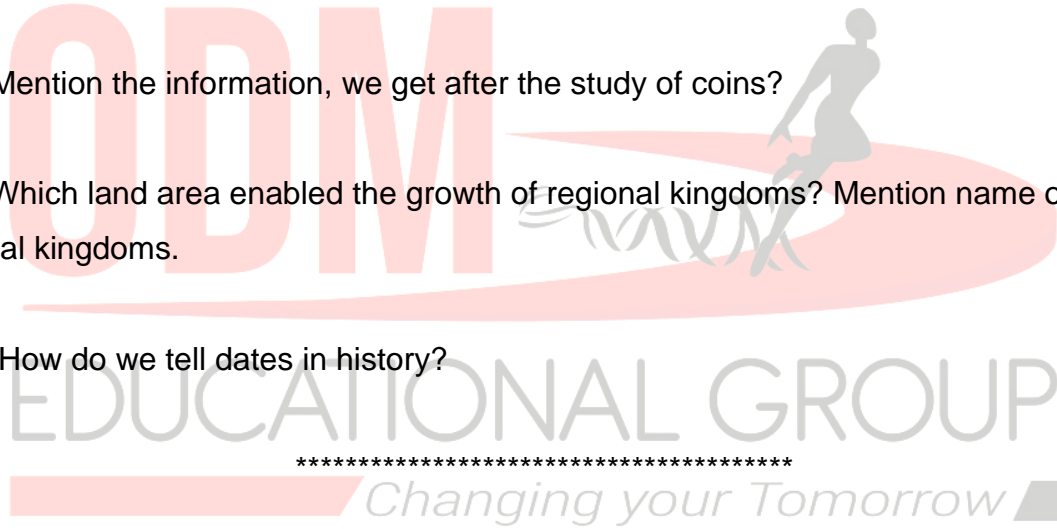 ODM
Mention the information, we get after the study of coins?
Which land area enabled the growth of regional kingdoms? Mention name
al kingdoms.
How do we tell dates in history?
****************************************
EDUCATIONAL GROUP
Changing your Tomorrow